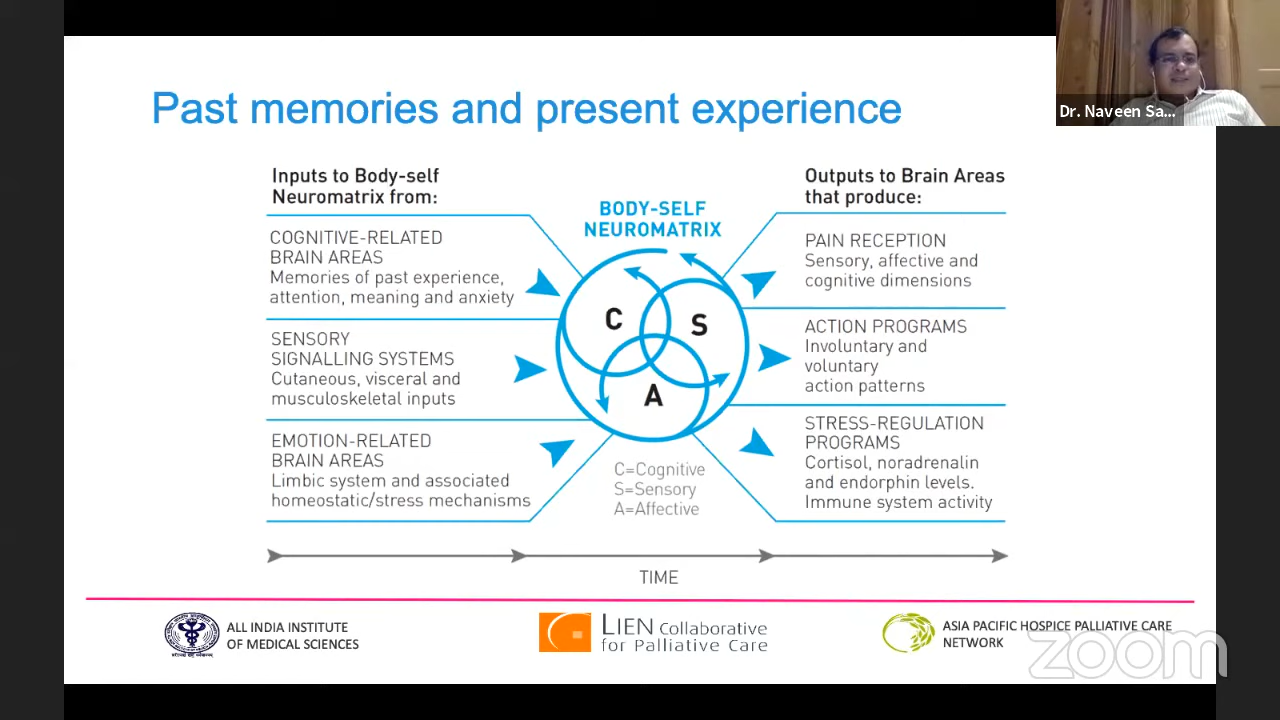 Past memories and present experience
Dr. Naveen Sa...
Inputs to Body-self
Neuromatrix from:
COGNITIVE-RELATED
BRAIN AREAS
Memories of past experience,
attention, meaning and anxiety
SENSORY
SIGNALLING SYSTEMS
Cutaneous, visceral and
musculoskeletal inputs
EMOTION-RELATED
BRAIN AREAS
Limbic system and associated
homeostatic/stress mechanisms
BODY-SELF
NEUROMATRIX
C
S
A
C=Cognitive
S=Sensory
A=Affective
Outputs to Brain Areas
that produce:
PAIN RECEPTION
Sensory, affective and
cognitive dimensions
ACTION PROGRAMS
Involuntary and
voluntary
action patterns
STRESS-REGULATION
PROGRAMS
Cortisol, noradrenalin
and endorphin levels.
Immune system activity
TIME
ALL INDIA INSTITUTE
OF MEDICAL SCIENCES
LIEN Collaborative
for Palliative Care
ASIA PACIFIC HOSPICE PALLIATIVE CARE
NETWORK
zoom